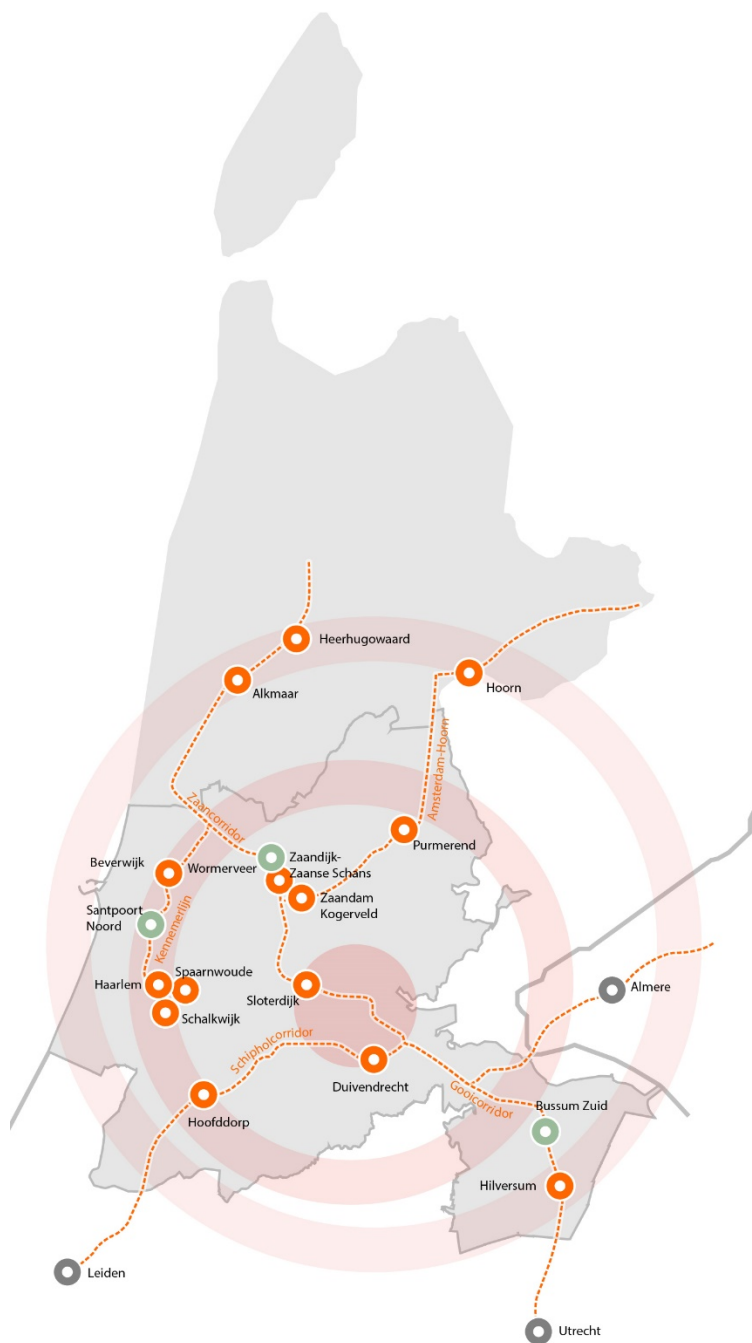 Heerhugowaard
Alkmaar
Hoorn
Amsterdam-Hoorn
Zaancorridor
Purmerend
Beverwijk
Wormerveer
Zaandijk-
Zaanse Schans
Zaandam
Kogerveld
Santpoort
Noord
Kennemerlijn
Haarlem
Spaarnwoude
Schalkwijk
Sloterdijk
Almere
Schipholcorridor
Duivendrecht
Gooicorridor
Hoofddorp
Bussum Zuid
Hilversum
Leiden
Utrecht